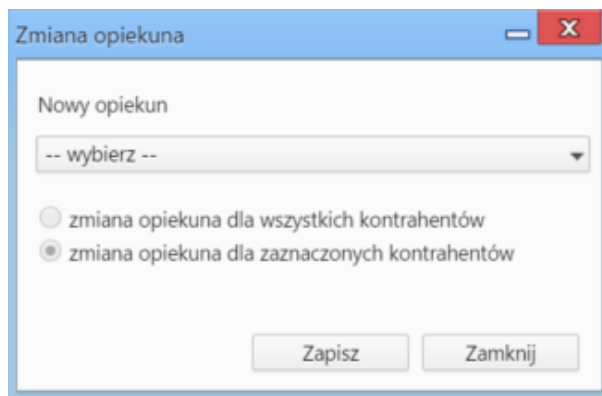 Zmiana opiekuna
Nowy opiekun
-- wybierz --
zmiana opiekuna dla wszystkich kontrahentów
zmiana opiekuna dla zaznaczonych kontrahentów
Zapisz Zamknij